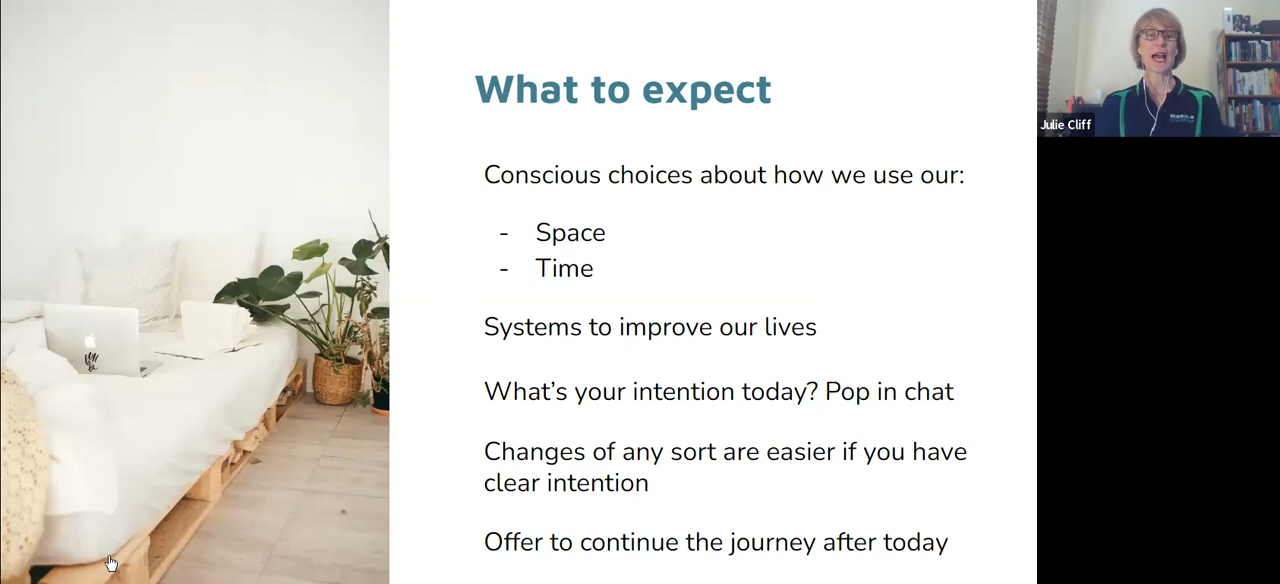 What to expect
Conscious choices about how we use our:
- Space
- Time
Systems to improve our lives
What's your intention today? Pop in chat
Changes of any sort are easier if you have
clear intention
Offer to continue the journey after today
Julie Cliff